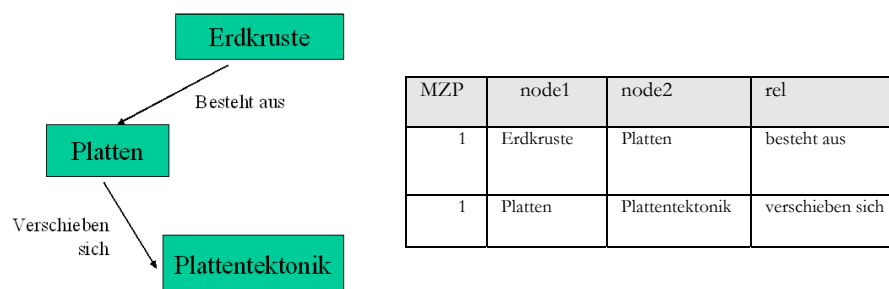 Erdkruste
Besteht aus
Platten
Verschieben
sich
Plattentektonik
MZP node1 node2 rel
1 Erdkruste Platten besteht aus
1 Platten Plattentektonik verschieben sich